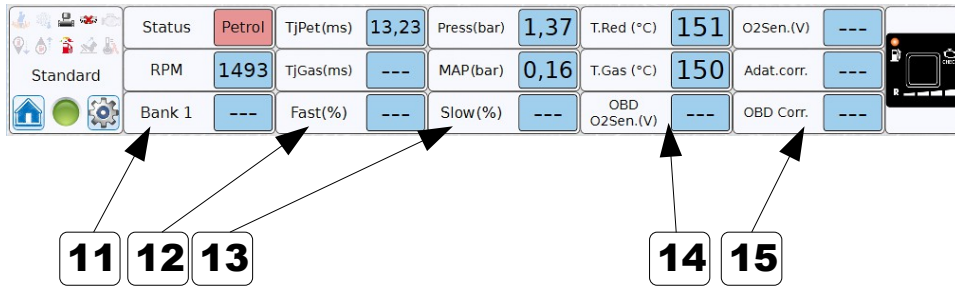 Status Petrol TjPet(ms) 13,23 Press(bar) 1,37 T.Red (°C) 151 O2Sen.(V) ---
Standard RPM 1493 TjGas(ms) --- MAP(bar) 0,16 T.Gas (°C) 150 Adat.corr. ---
Bank 1 --- Fast(%) --- Slow(%) --- OBD O2Sen.(V) --- OBD Corr. ---
CHEC
R
11 12 13 14 15